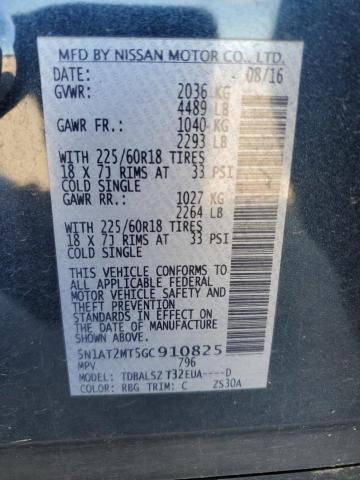 MFD BY NISSAN MOTOR CO., LTD.
DATE: 08/16
GVWR: 2036 KG
4489 LB
GAWR FR.: 1040 KG
2293 LB
WITH 225/60R18 TIRES
18 X 7J RIMS AT 33 PSI
COLD SINGLE
GAWR RR.: 1027 KG
2264 LB
WITH 225/60R18 TIRES
18 X 7J RIMS AT 33 PSI
COLD SINGLE
THIS VEHICLE CONFORMS TO
ALL APPLICABLE FEDERAL
MOTOR VEHICLE SAFETY BUMPER
AND THEFT PREVENTION
STANDARDS IN EFFECT ON THE
DATE OF MANUFACTURE SHOWN
ABOVE.
5N1AT2MT5GC910825
MPV 796
MODEL: TDBALSZ T32EUA----D
COLOR: RBG TRIM: C ZS30A